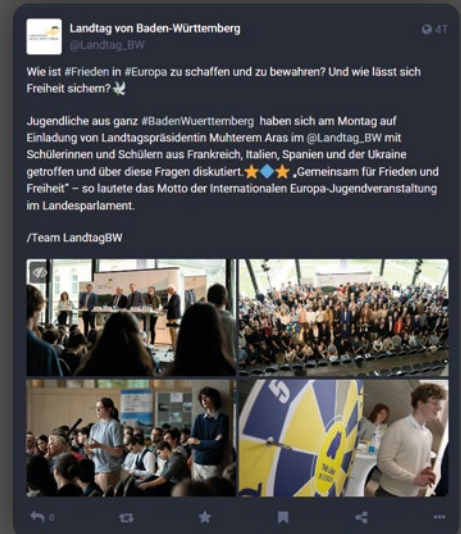 Landtag von Baden-Württemberg
@Landtag_BW
4T
Wie ist #Frieden in #Europa zu schaffen und zu bewahren? Und wie lässt sich
Freiheit sichern? 🕊️
Jugendliche aus ganz #BadenWuerttemberg haben sich am Montag auf
Einladung von Landtagspräsidentin Muhterem Aras im @Landtag_BW mit
Schülerinnen und Schülern aus Frankreich, Italien, Spanien und der Ukraine
getroffen und über diese Fragen diskutiert.⭐🔷⭐ „Gemeinsam für Frieden und
Freiheit“ – so lautete das Motto der Internationalen Europa-Jugendveranstaltung
im Landesparlament.
/Team LandtagBW
5
0